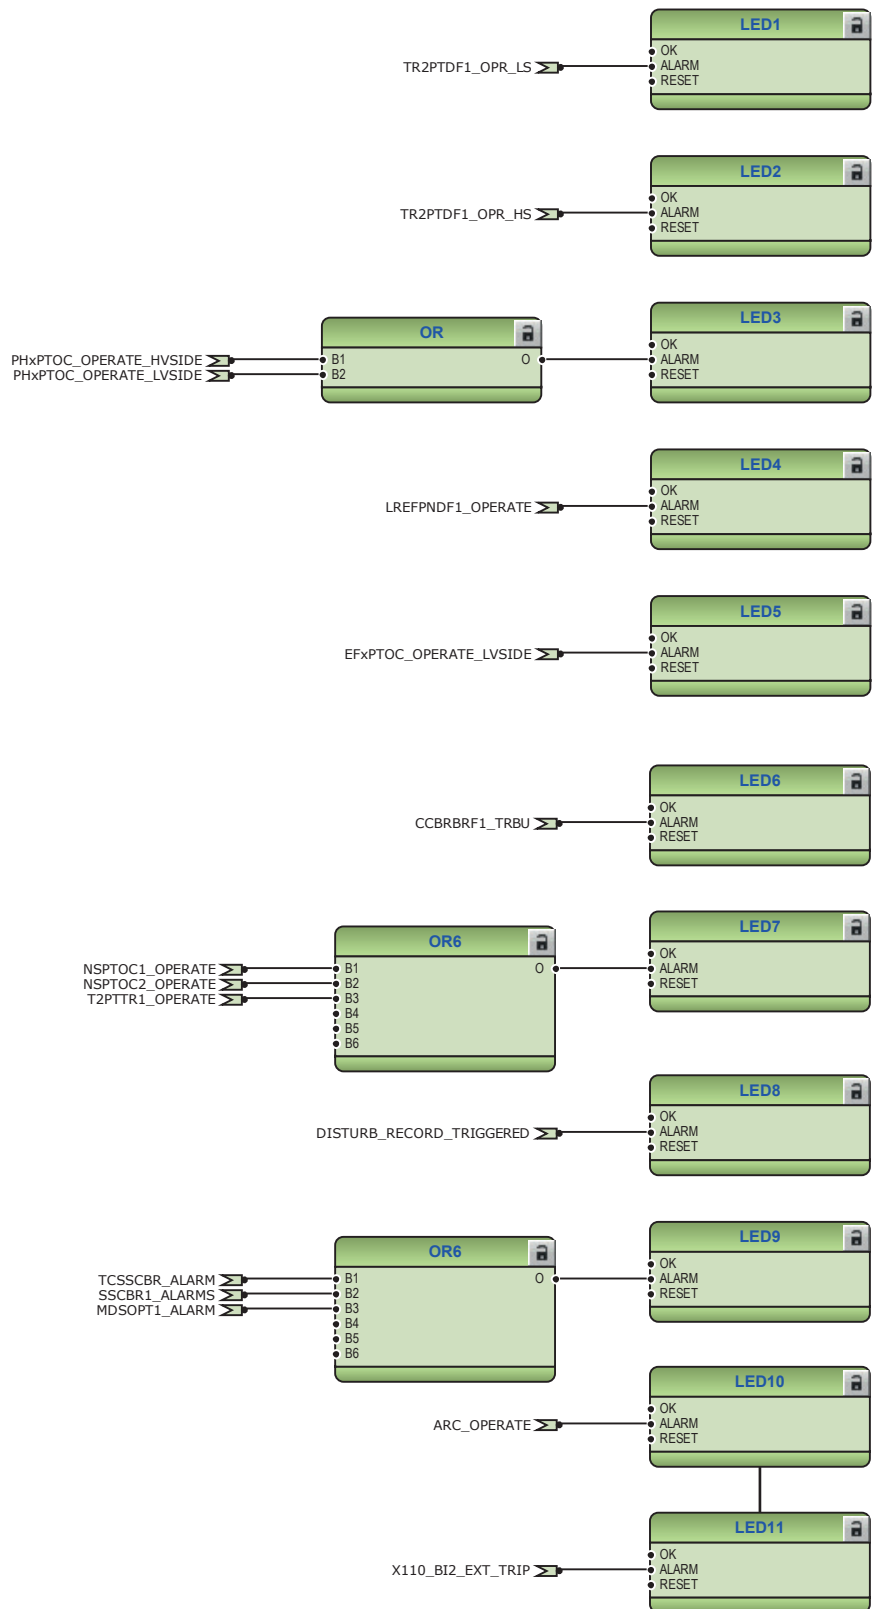 LED1
OK
TR2PTDF1_OPR_LS ALARM
RESET
LED2
OK
TR2PTDF1_OPR_HS ALARM
RESET
OR LED3
OK
PHxPTOC_OPERATE_HVSIDE B1 O ALARM
PHxPTOC_OPERATE_LVSIDE B2 RESET
LED4
OK
LREFPNDF1_OPERATE ALARM
RESET
LED5
OK
EFxPTOC_OPERATE_LVSIDE ALARM
RESET
LED6
OK
CCBRBRF1_TRBU ALARM
RESET
OR6 LED7
OK
NSPTOC1_OPERATE B1 O ALARM
NSPTOC2_OPERATE B2 RESET
T2PTTR1_OPERATE B3
B4
B5
B6
LED8
OK
DISTURB_RECORD_TRIGGERED ALARM
RESET
OR6 LED9
OK
TCSSCBR_ALARM B1 O ALARM
SSCBR1_ALARMS B2 RESET
MDSOPT1_ALARM B3
B4
B5
B6
LED10
OK
ARC_OPERATE ALARM
RESET
LED11
OK
X110_BI2_EXT_TRIP ALARM
RESET